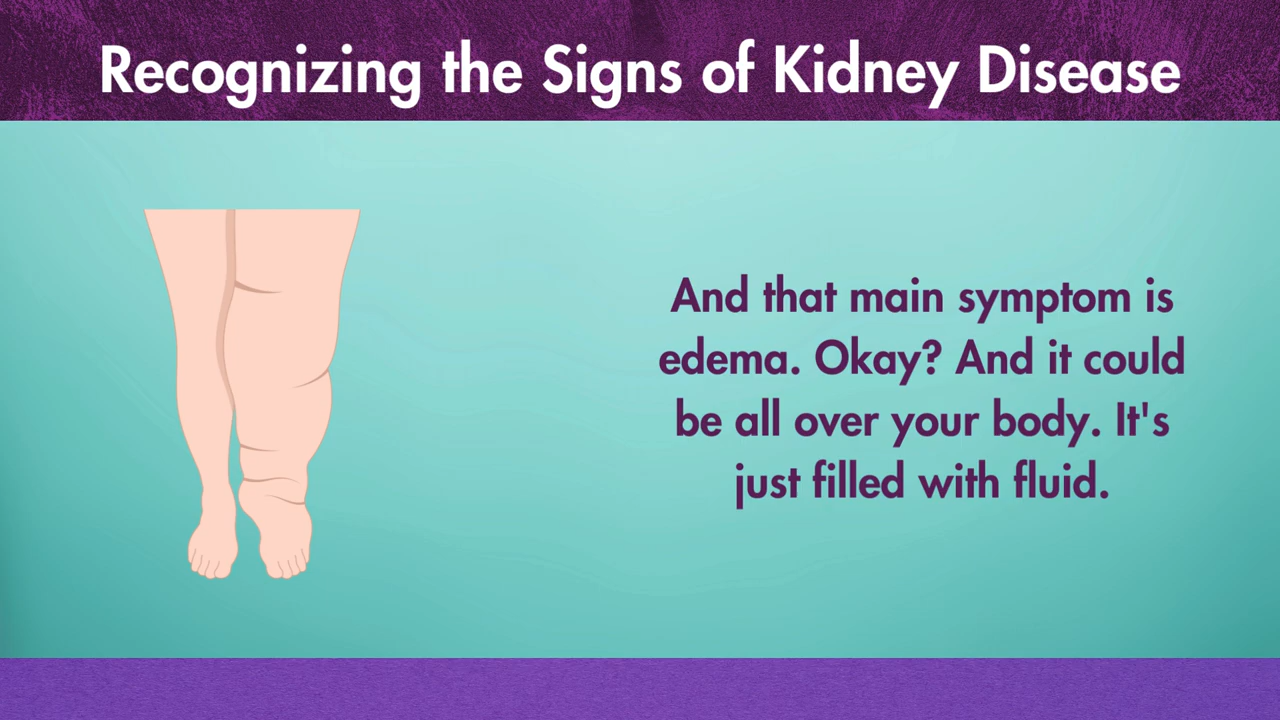 Recognizing the Signs of Kidney Disease
And that main symptom is
edema. Okay? And it could
be all over your body. It's
just filled with fluid.